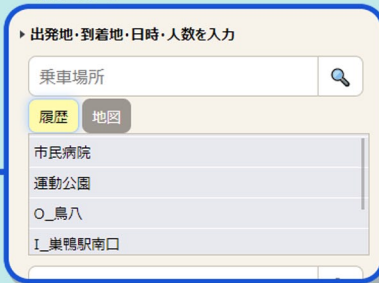 ▶ 出発地･到着地･日時･人数を入力
乗車場所
履歴 地図
市民病院
運動公園
O_鳥八
I_巣鴨駅南口